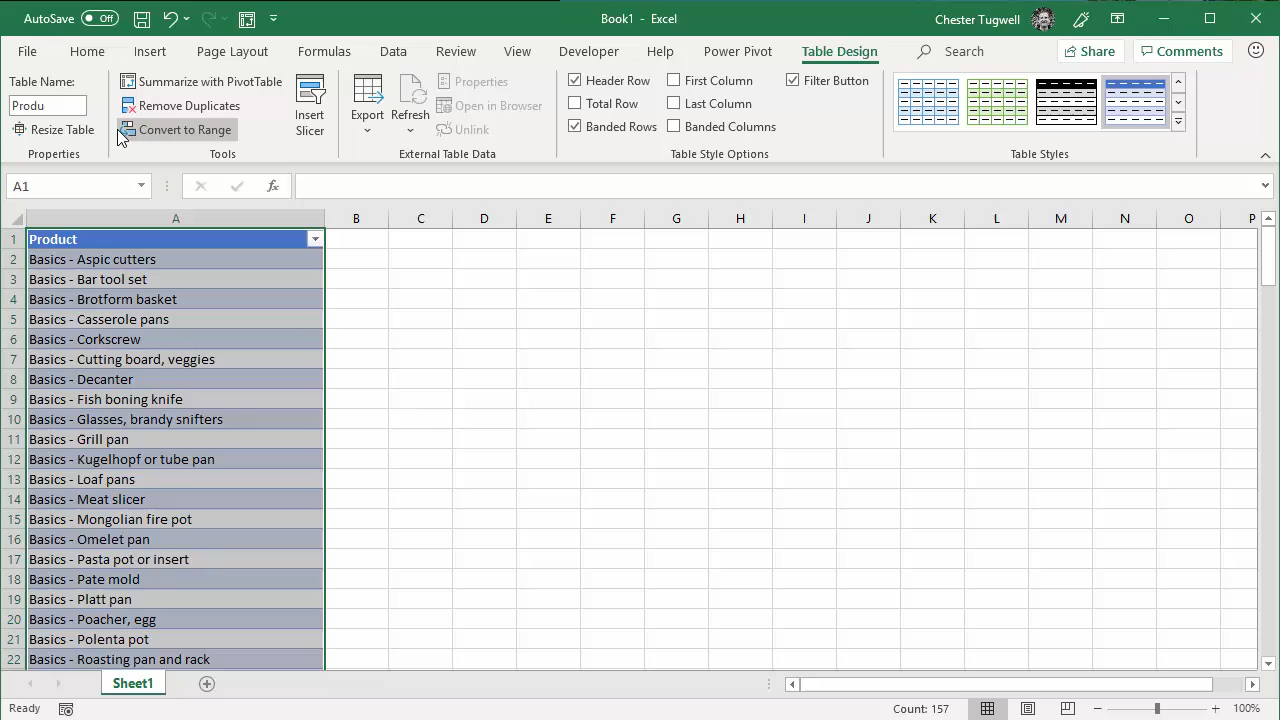 AutoSave Off Book1 - Excel Chester Tugwell
File Home Insert Page Layout Formulas Data Review View Developer Help Power Pivot Table Design Search Share Comments
Table Name: Summarize with PivotTable Properties Header Row First Column Filter Button
Produ Remove Duplicates Insert Slicer Export Refresh Open in Browser Total Row Last Column
Resize Table Convert to Range Unlink Banded Rows Banded Columns
Properties Tools External Table Data Table Style Options Table Styles
A1 fx
A B C D E F G H I J K L M N O P
1 Product
2 Basics - Aspic cutters
3 Basics - Bar tool set
4 Basics - Brotform basket
5 Basics - Casserole pans
6 Basics - Corkscrew
7 Basics - Cutting board, veggies
8 Basics - Decanter
9 Basics - Fish boning knife
10 Basics - Glasses, brandy snifters
11 Basics - Grill pan
12 Basics - Kugelhopf or tube pan
13 Basics - Loaf pans
14 Basics - Meat slicer
15 Basics - Mongolian fire pot
16 Basics - Omelet pan
17 Basics - Pasta pot or insert
18 Basics - Pate mold
19 Basics - Platt pan
20 Basics - Poacher, egg
21 Basics - Polenta pot
22 Basics - Roasting pan and rack
Sheet1
Ready Count: 157 100%